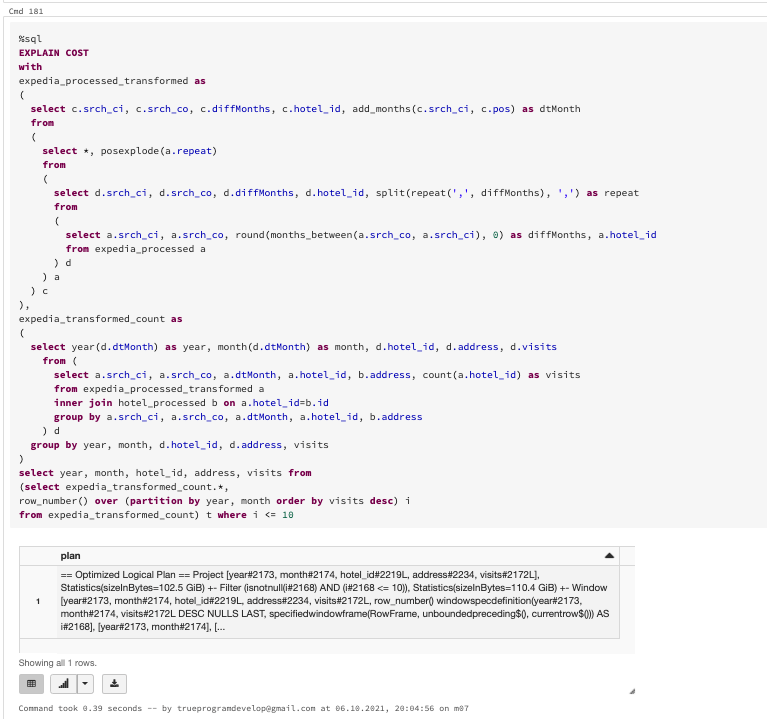 Cmd 181
%sql
EXPLAIN COST
with
expedia_processed_transformed as
(
select c.srch_ci, c.srch_co, c.diffMonths, c.hotel_id, add_months(c.srch_ci, c.pos) as dtMonth
from
(
select *, posexplode(a.repeat)
from
(
select d.srch_ci, d.srch_co, d.diffMonths, d.hotel_id, split(repeat(',', diffMonths), ',') as repeat
from
(
select a.srch_ci, a.srch_co, round(months_between(a.srch_co, a.srch_ci), 0) as diffMonths, a.hotel_id
from expedia_processed a
) d
) a
) c
),
expedia_transformed_count as
(
select year(d.dtMonth) as year, month(d.dtMonth) as month, d.hotel_id, d.address, d.visits
from (
select a.srch_ci, a.srch_co, a.dtMonth, a.hotel_id, b.address, count(a.hotel_id) as visits
from expedia_processed_transformed a
inner join hotel_processed b on a.hotel_id=b.id
group by a.srch_ci, a.srch_co, a.dtMonth, a.hotel_id, b.address
) d
group by year, month, d.hotel_id, d.address, visits
)
select year, month, hotel_id, address, visits from
(select expedia_transformed_count.*,
row_number() over (partition by year, month order by visits desc) i
from expedia_transformed_count) t where i <= 10
plan
1
== Optimized Logical Plan == Project [year#2173, month#2174, hotel_id#2219L, address#2234, visits#2172L],
Statistics(sizeInBytes=102.5 GiB) +- Filter (isnotnull(i#2168) AND (i#2168 <= 10)), Statistics(sizeInBytes=110.4 GiB) +- Window
[year#2173, month#2174, hotel_id#2219L, address#2234, visits#2172L, row_number() windowspecdefinition(year#2173,
month#2174, visits#2172L DESC NULLS LAST, specifiedwindowframe(RowFrame, unboundedpreceding$(), currentrow$())) AS
i#2168], [year#2173, month#2174], [...
Showing all 1 rows.
Command took 0.39 seconds -- by trueprogramdevelop@gmail.com at 06.10.2021, 20:04:56 on m07